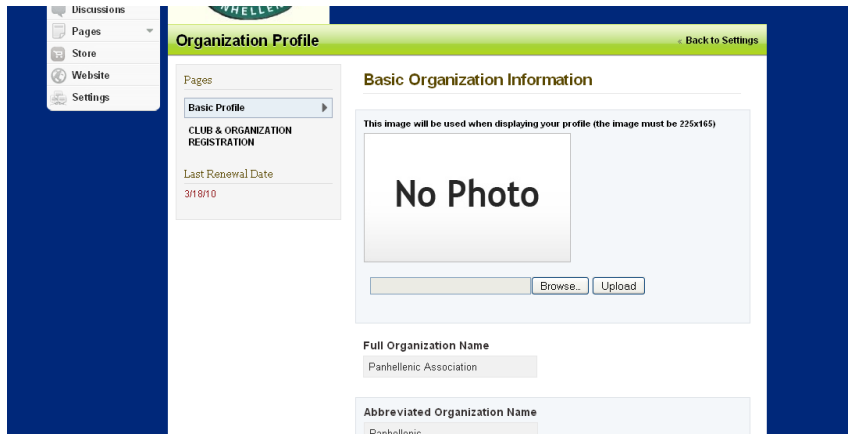 NHELLE
Discussions
Pages
Store
Website
Settings
Organization Profile
« Back to Settings
Pages
Basic Profile
CLUB & ORGANIZATION
REGISTRATION
Last Renewal Date
3/18/10
Basic Organization Information
This image will be used when displaying your profile (the image must be 225x165)
No Photo
Browse...
Upload
Full Organization Name
Panhellenic Association
Abbreviated Organization Name
Panhellenic